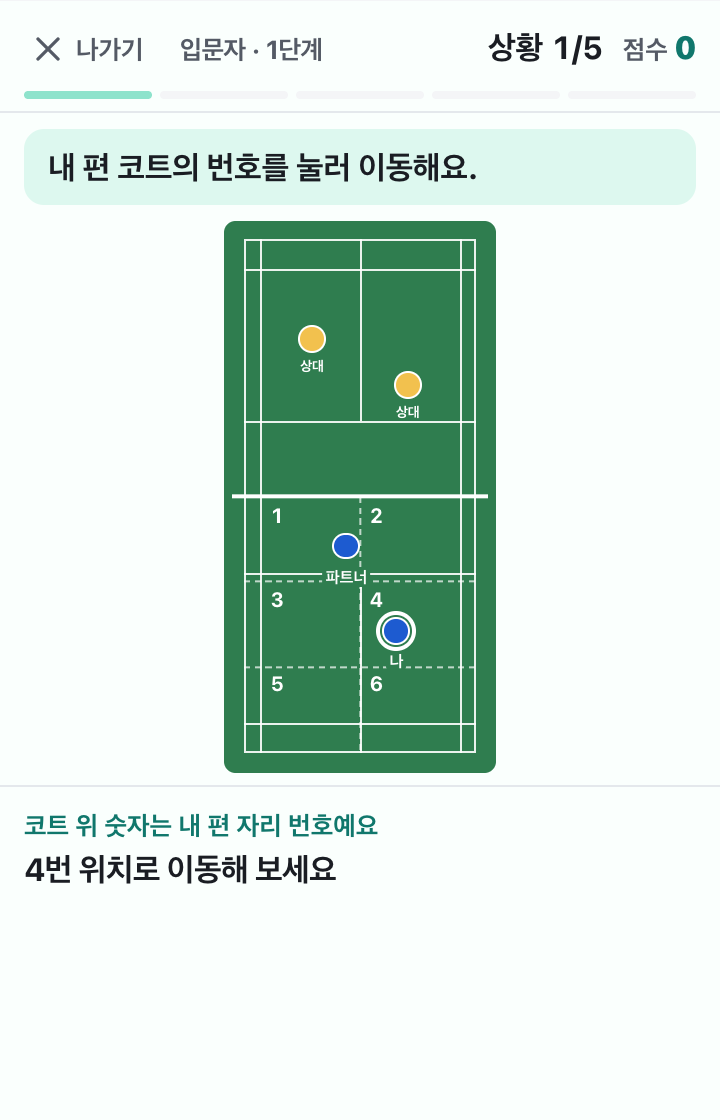 나가기 입문자 · 1단계 상황 1/5 점수 0
내 편 코트의 번호를 눌러 이동해요.
상대
상대
1 2
파트너
3 4
나
5 6
코트 위 숫자는 내 편 자리 번호예요
4번 위치로 이동해 보세요